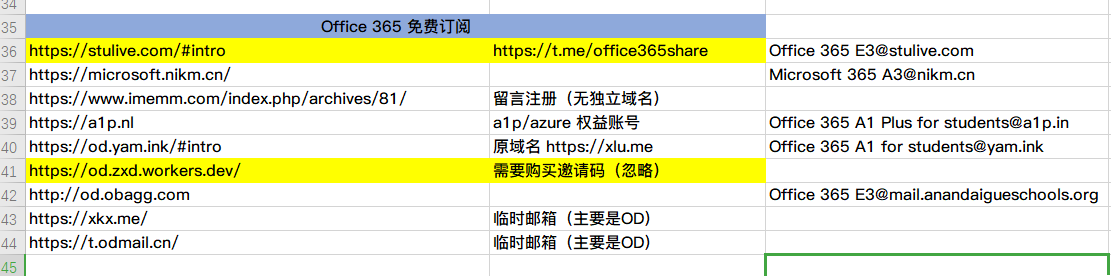 34
35 Office 365 免费订阅
36 https://stulive.com/#intro https://t.me/office365share Office 365 E3@stulive.com
37 https://microsoft.nikm.cn/ Microsoft 365 A3@nikm.cn
38 https://www.imemm.com/index.php/archives/81/ 留言注册（无独立域名）
39 https://a1p.nl a1p/azure 权益账号 Office 365 A1 Plus for students@a1p.in
40 https://od.yam.ink/#intro 原域名 https://xlu.me Office 365 A1 for students@yam.ink
41 https://od.zxd.workers.dev/ 需要购买邀请码（忽略）
42 http://od.obagg.com Office 365 E3@mail.anandaigueschools.org
43 https://xkx.me/ 临时邮箱（主要是OD）
44 https://t.odmail.cn/ 临时邮箱（主要是OD）
45